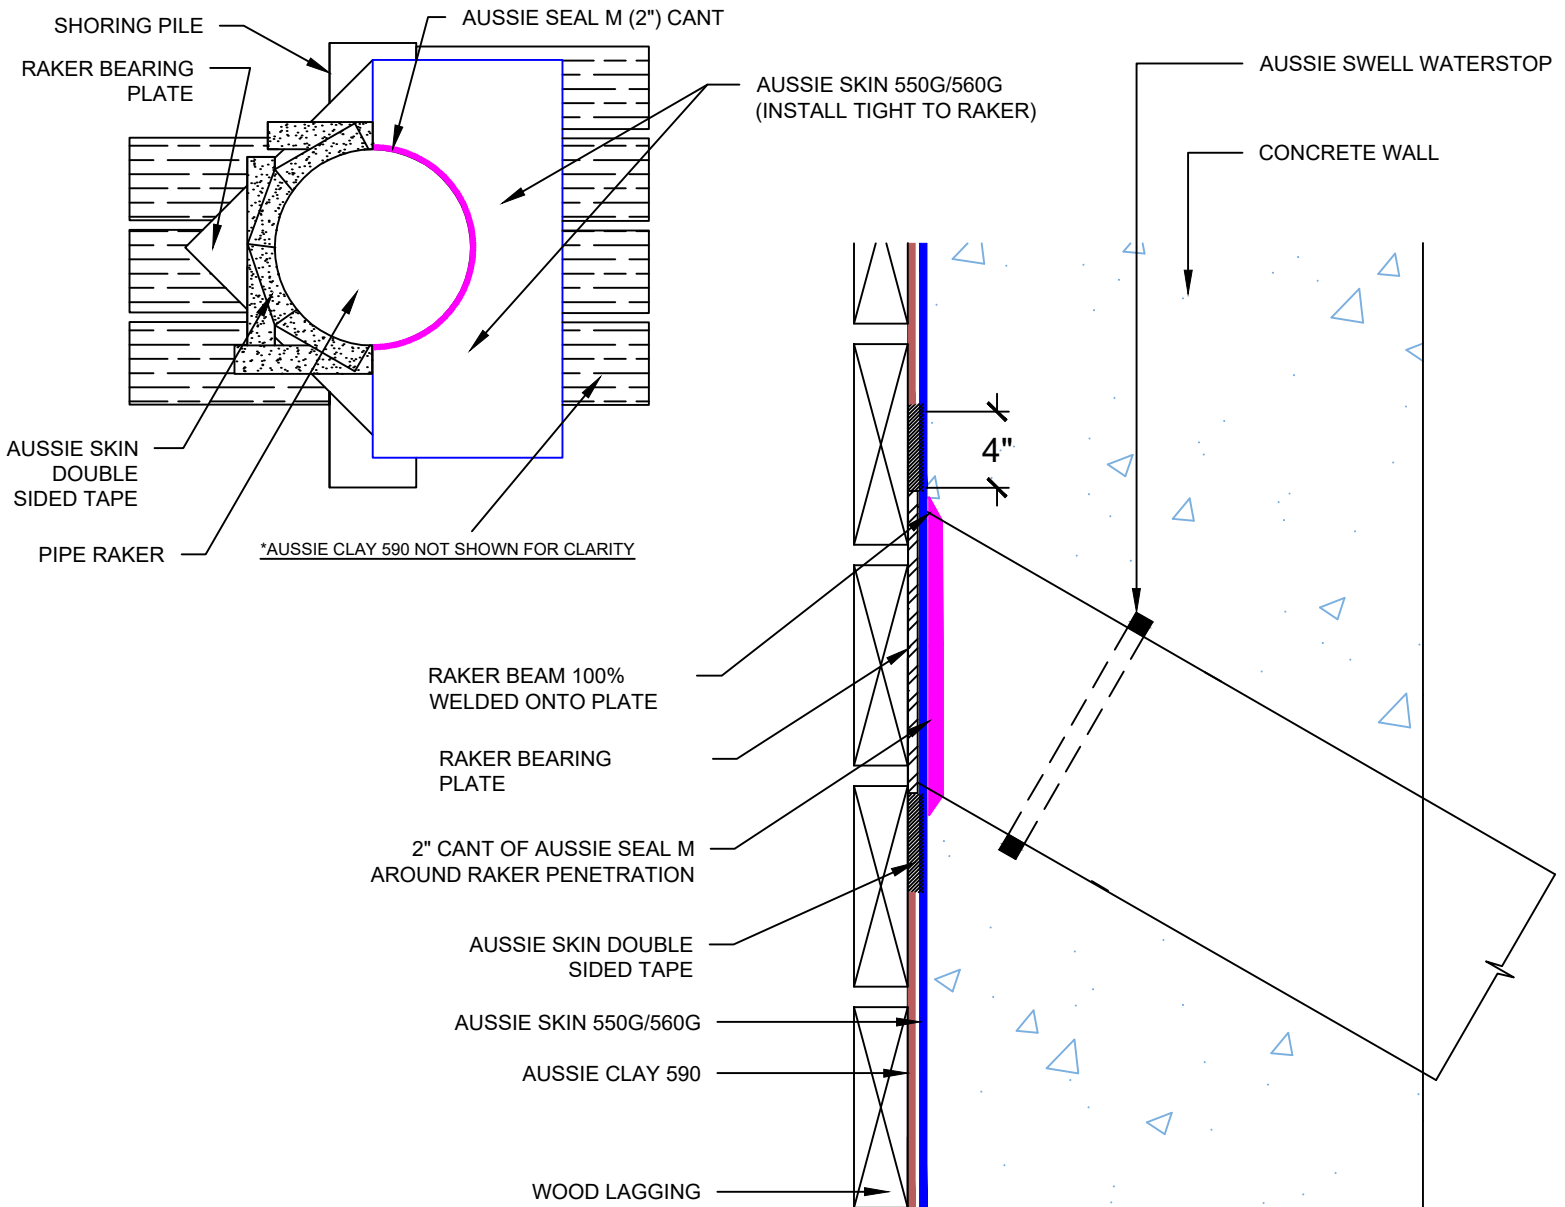 SHORING PILE
AUSSIE SEAL M (2") CANT
RAKER BEARING
PLATE
AUSSIE SKIN 550G/560G
(INSTALL TIGHT TO RAKER)
AUSSIE SWELL WATERSTOP
CONCRETE WALL
AUSSIE SKIN
DOUBLE
SIDED TAPE
PIPE RAKER
*AUSSIE CLAY 590 NOT SHOWN FOR CLARITY
4"
RAKER BEAM 100%
WELDED ONTO PLATE
RAKER BEARING
PLATE
2" CANT OF AUSSIE SEAL M
AROUND RAKER PENETRATION
AUSSIE SKIN DOUBLE
SIDED TAPE
AUSSIE SKIN 550G/560G
AUSSIE CLAY 590
WOOD LAGGING